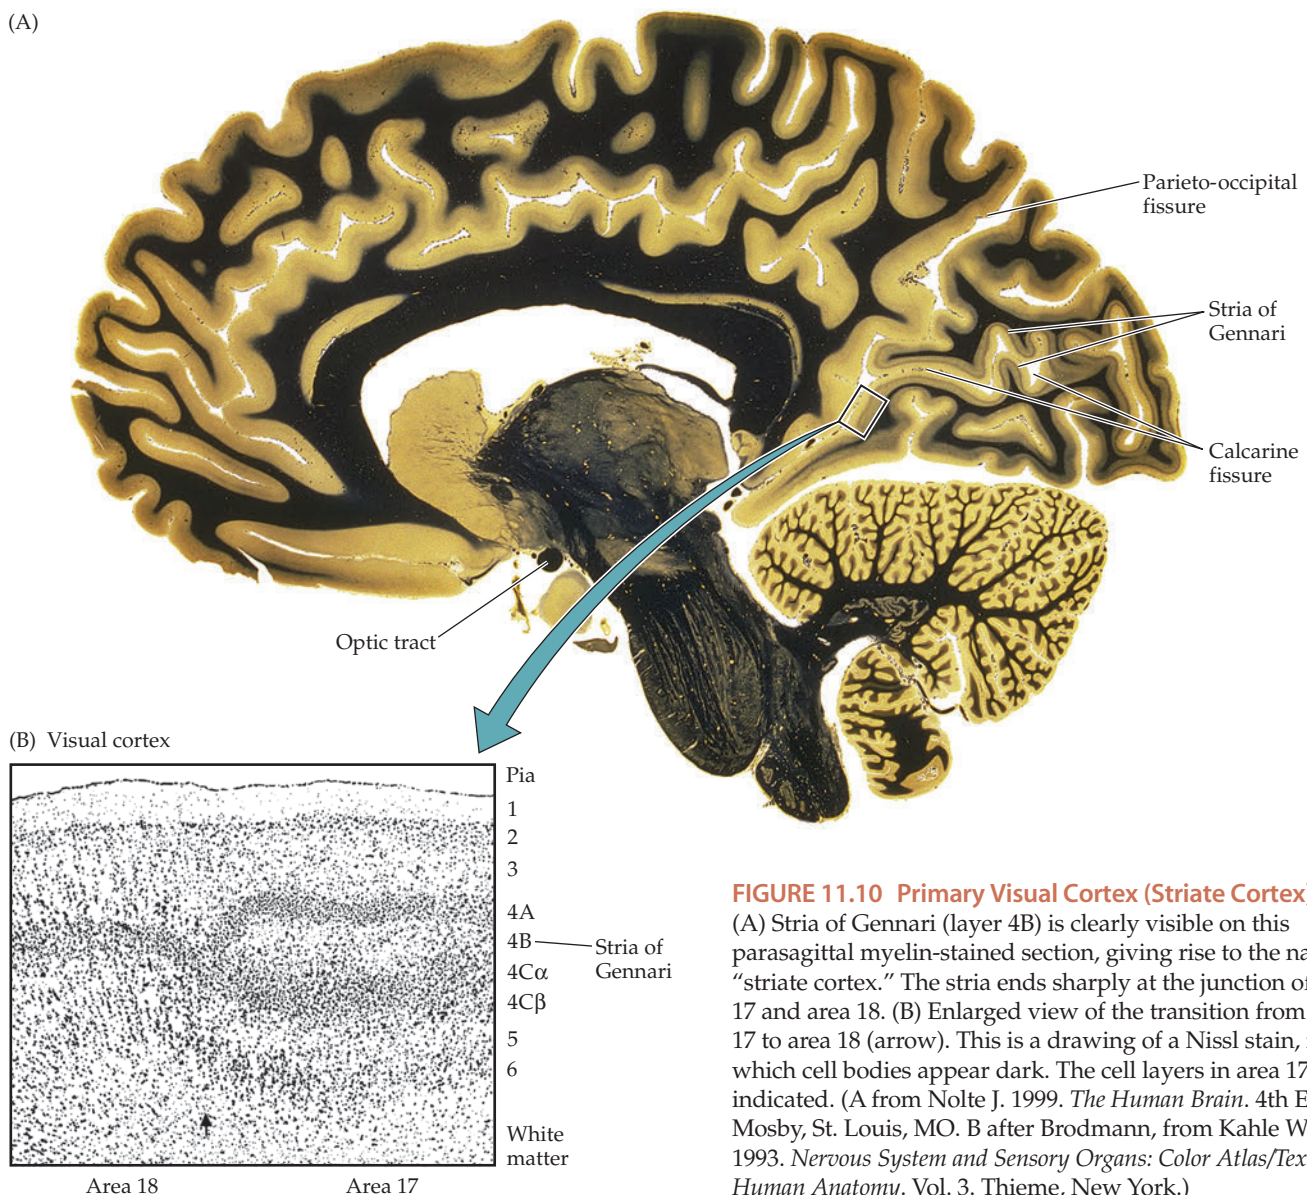 (A)
Parieto-occipital
fissure
Stria of
Gennari
Calcarine
fissure
Optic tract
(B) Visual cortex
Pia
1
2
3
4A
4B
Stria of
Gennari
4Cα
4Cβ
5
6
White
matter
Area 18
Area 17
FIGURE 11.10 Primary Visual Cortex (Striate Cortex)
(A) Stria of Gennari (layer 4B) is clearly visible on this
parasagittal myelin-stained section, giving rise to the na
“striate cortex.” The stria ends sharply at the junction of
17 and area 18. (B) Enlarged view of the transition from
17 to area 18 (arrow). This is a drawing of a Nissl stain,
which cell bodies appear dark. The cell layers in area 17
indicated. (A from Nolte J. 1999. The Human Brain. 4th E
Mosby, St. Louis, MO. B after Brodmann, from Kahle W
1993. Nervous System and Sensory Organs: Color Atlas/Tex
Human Anatomy. Vol. 3. Thieme, New York.)